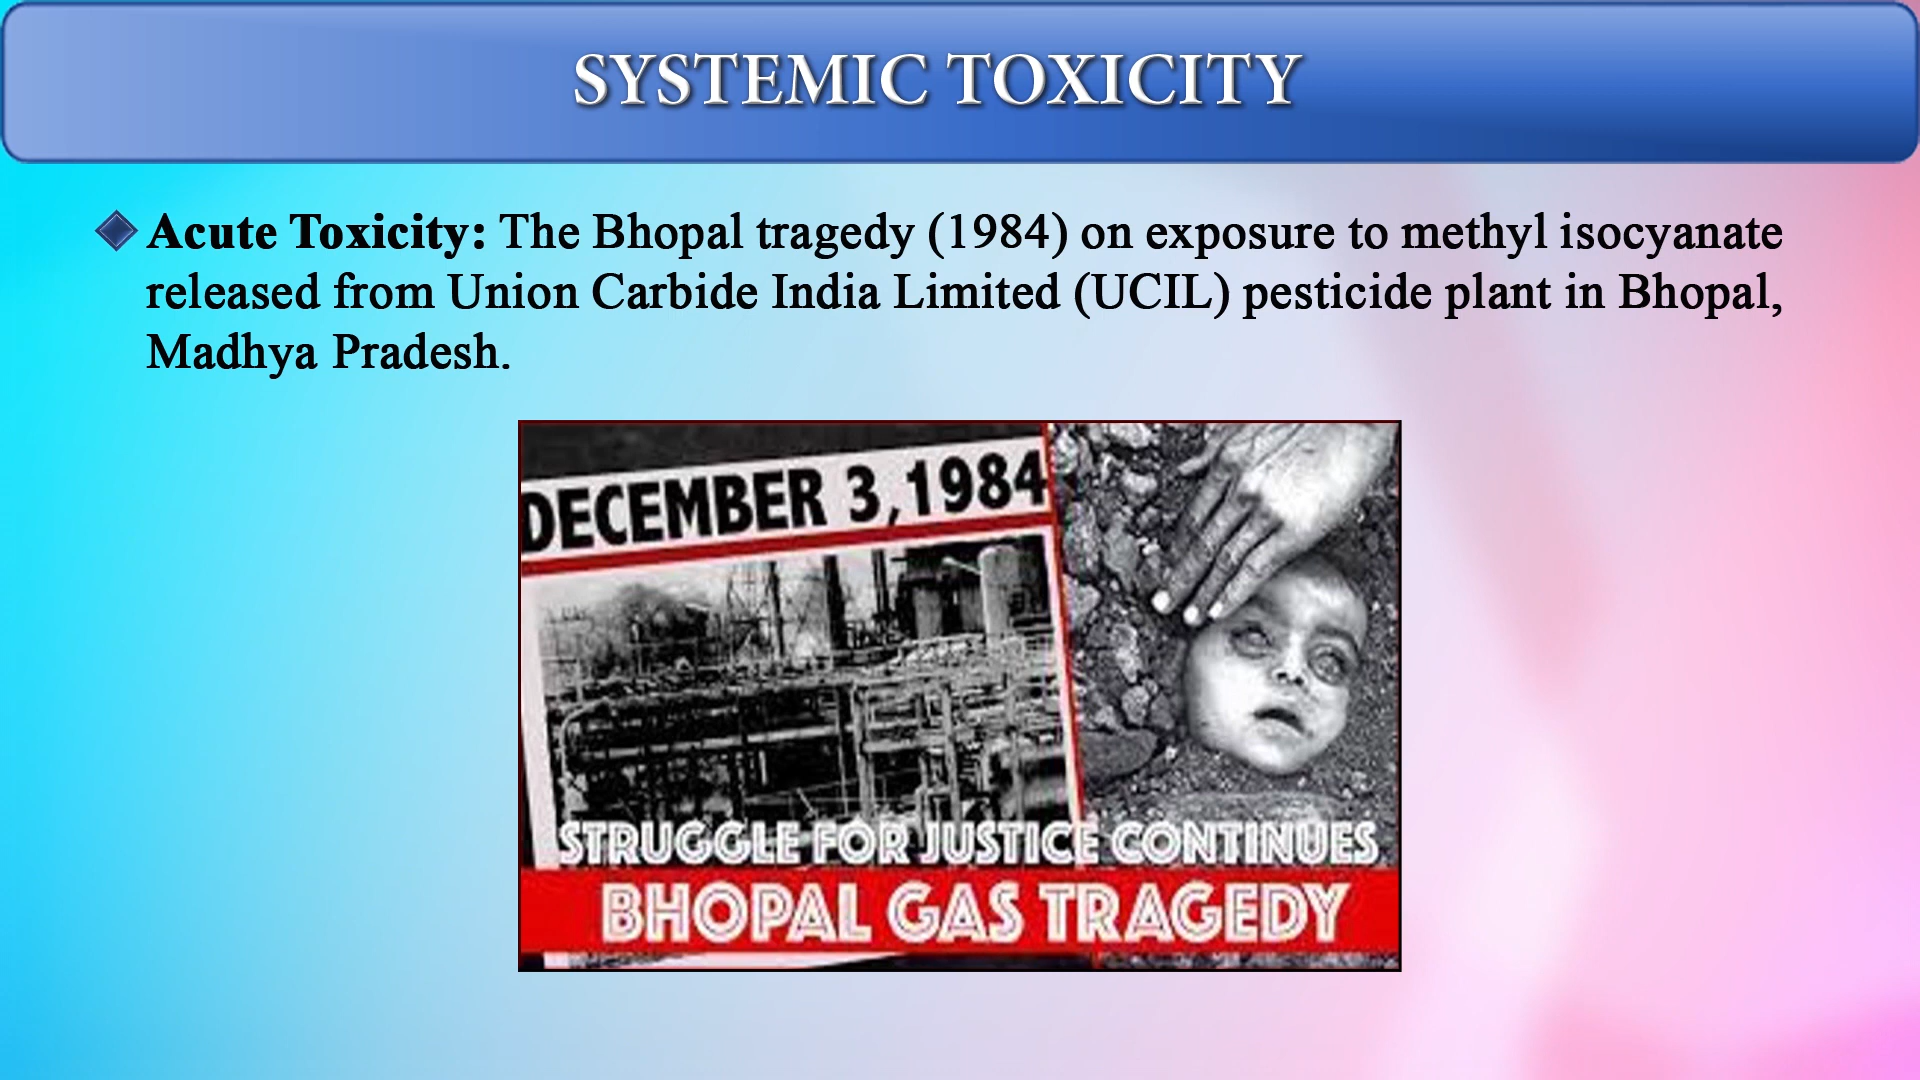 SYSTEMIC TOXICITY
Acute Toxicity: The Bhopal tragedy (1984) on exposure to methyl isocyanate
released from Union Carbide India Limited (UCIL) pesticide plant in Bhopal,
Madhya Pradesh.
DECEMBER 3,1984
STRUGGLE FOR JUSTICE CONTINUES
BHOPAL GAS TRAGEDY